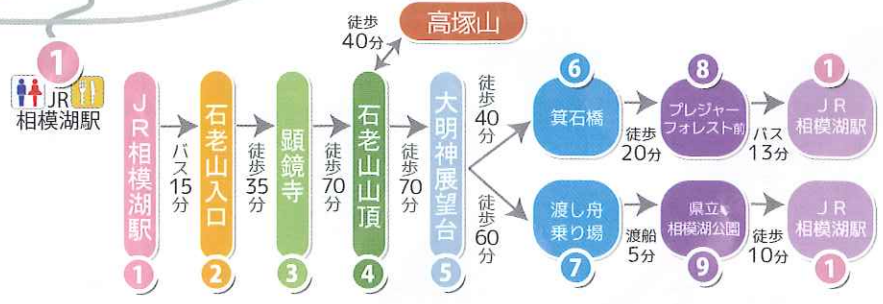 1
JR
相模湖駅
JR相模湖駅
1
バス15分
石老山入口
2
徒歩35分
顕鏡寺
3
徒歩70分
石老山山頂
4
徒歩
40分
高塚山
徒歩70分
大明神展望台
5
徒歩40分
6
箕石橋
徒歩
20分
8
プレジャー
フォレスト前
バス
13分
1
JR
相模湖駅
徒歩60分
渡し舟
乗り場
7
渡船
5分
県立
相模湖公園
9
徒歩
10分
JR
相模湖駅
1